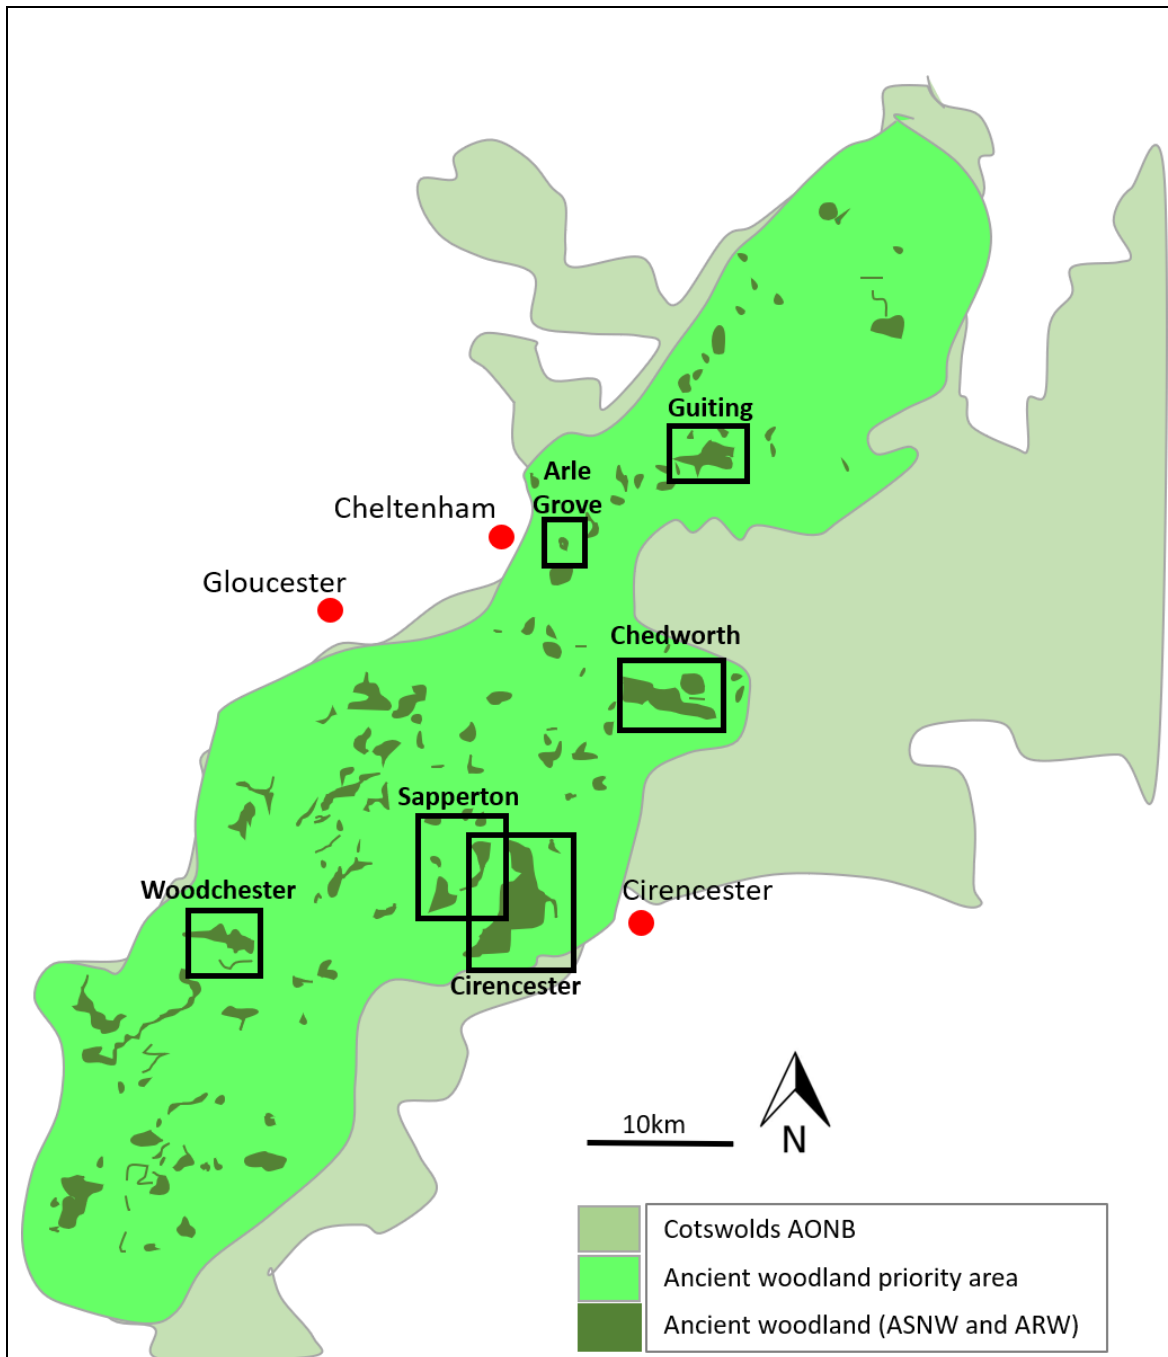 Guiting
Arle
Grove
Cheltenham
Gloucester
Chedworth
Sapperton
Woodchester
Cirencester
Cirencester
10km
N
Cotswolds AONB
Ancient woodland priority area
Ancient woodland (ASNW and ARW)